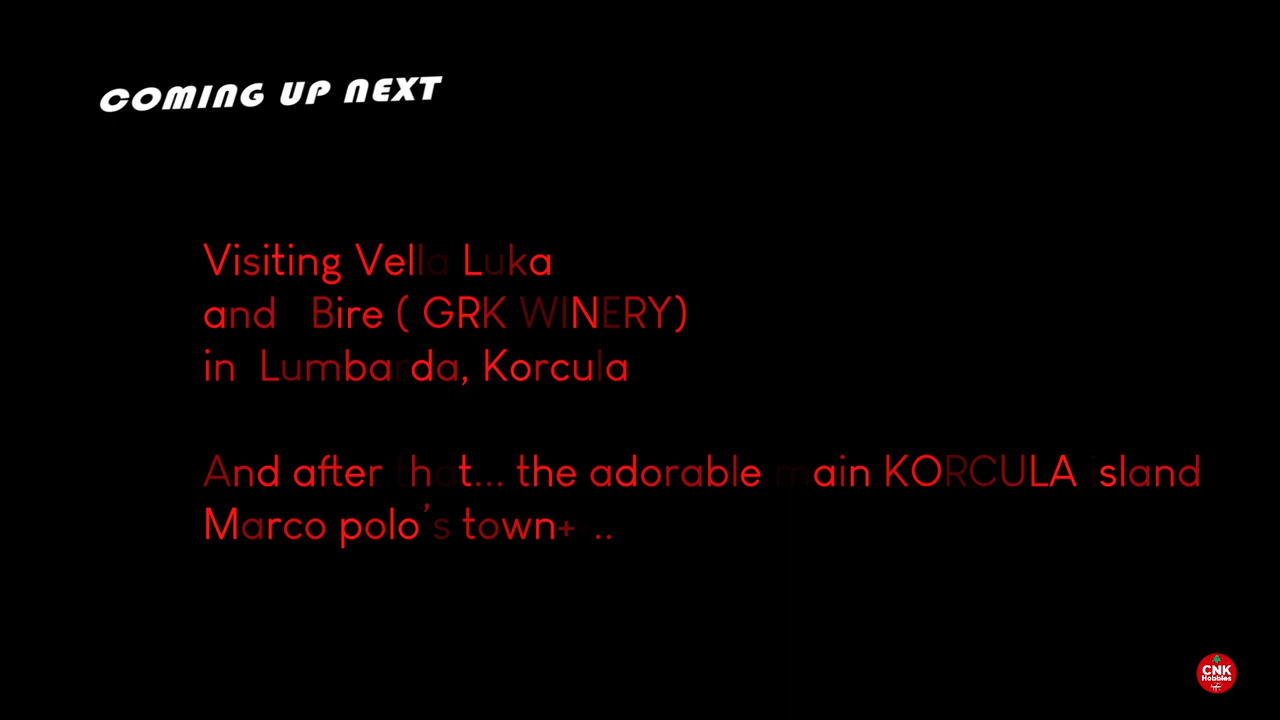 COMING UP NEXT
Visiting Vella Luka
and Bire ( GRK WINERY)
in Lumbarda, Korcula
And after that... the adorable main KORCULA island
Marco polo's town+ ..
CNK
Hobbies